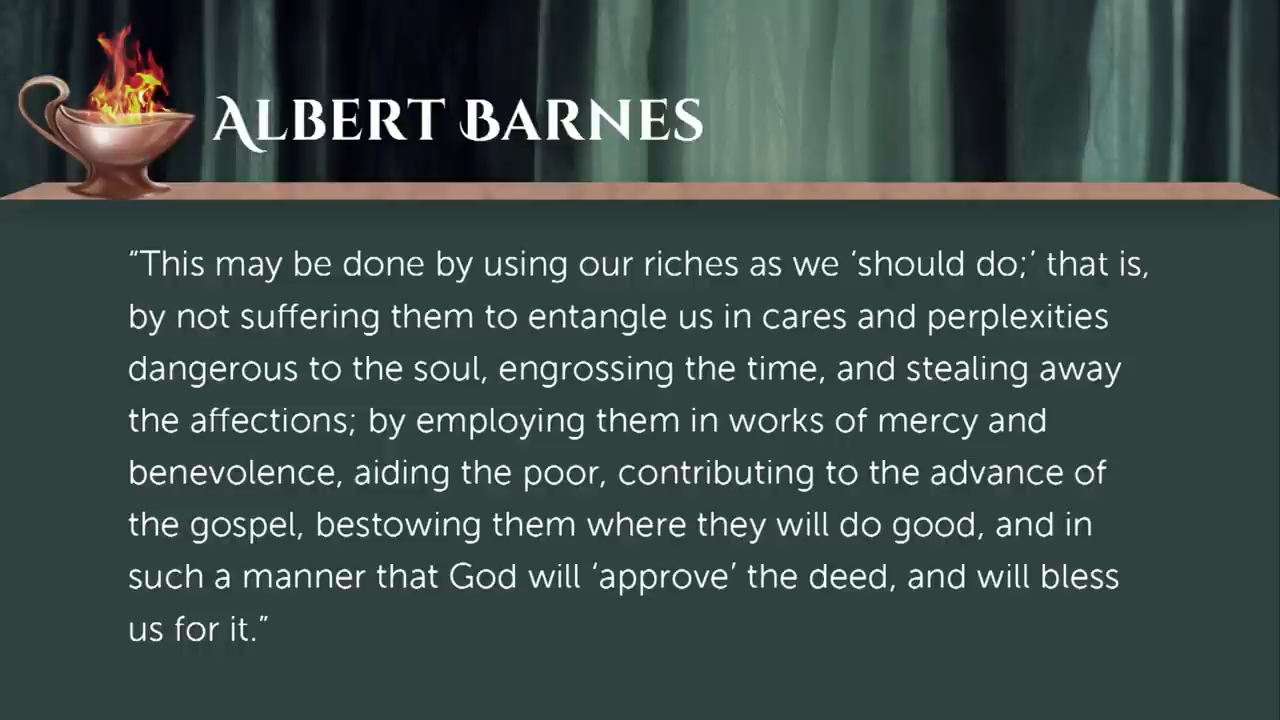 Albert Barnes
“This may be done by using our riches as we ‘should do;’ that is,
by not suffering them to entangle us in cares and perplexities
dangerous to the soul, engrossing the time, and stealing away
the affections; by employing them in works of mercy and
benevolence, aiding the poor, contributing to the advance of
the gospel, bestowing them where they will do good, and in
such a manner that God will ‘approve’ the deed, and will bless
us for it.”